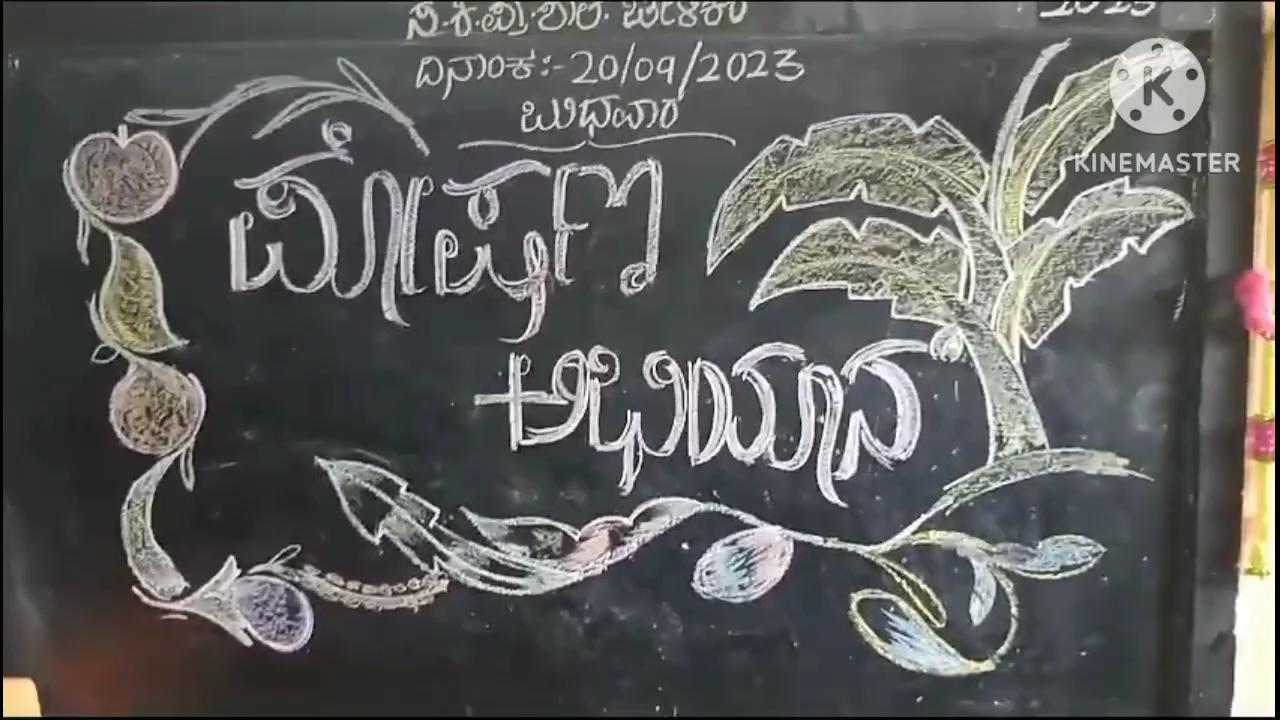 ಸ.ಕಿ.ಪ್ರಾ.ಶಾಲೆ.
ದಿನಾಂಕ:-20/09/2023
ಬುಧವಾರ
ಪೋಷಣ
ಅಭಿಯಾನ
KINEMASTER